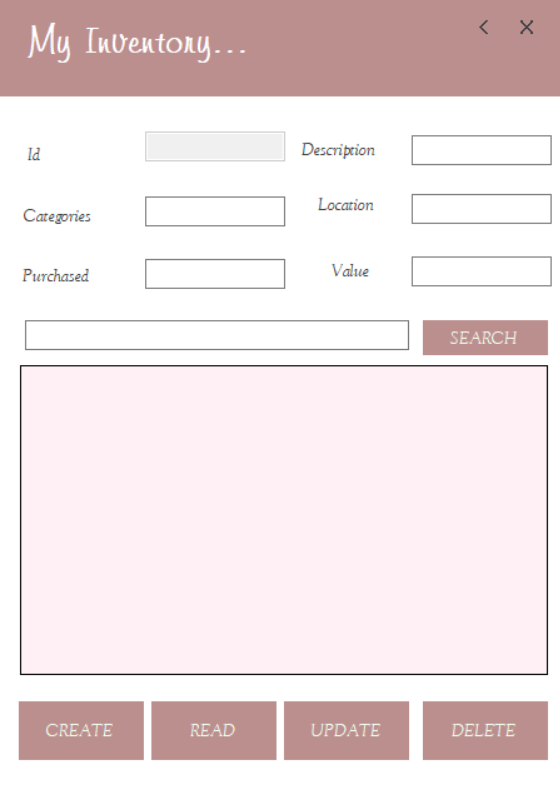 My Inventory...
Id
Description
Categories
Location
Purchased
Value
SEARCH
CREATE
READ
UPDATE
DELETE